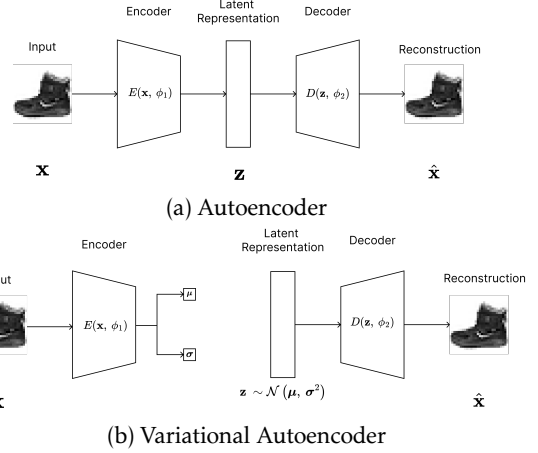 Encoder
Latent
Representation
Decoder
Input
Reconstruction
E(x, ϕ₁)
D(z, ϕ₂)
x
z
x̂
(a) Autoencoder
Encoder
Latent
Representation
Decoder
Reconstruction
μ
E(x, ϕ₁)
D(z, ϕ₂)
σ
z ∼ 𝒩 (μ, σ²)
x̂
(b) Variational Autoencoder